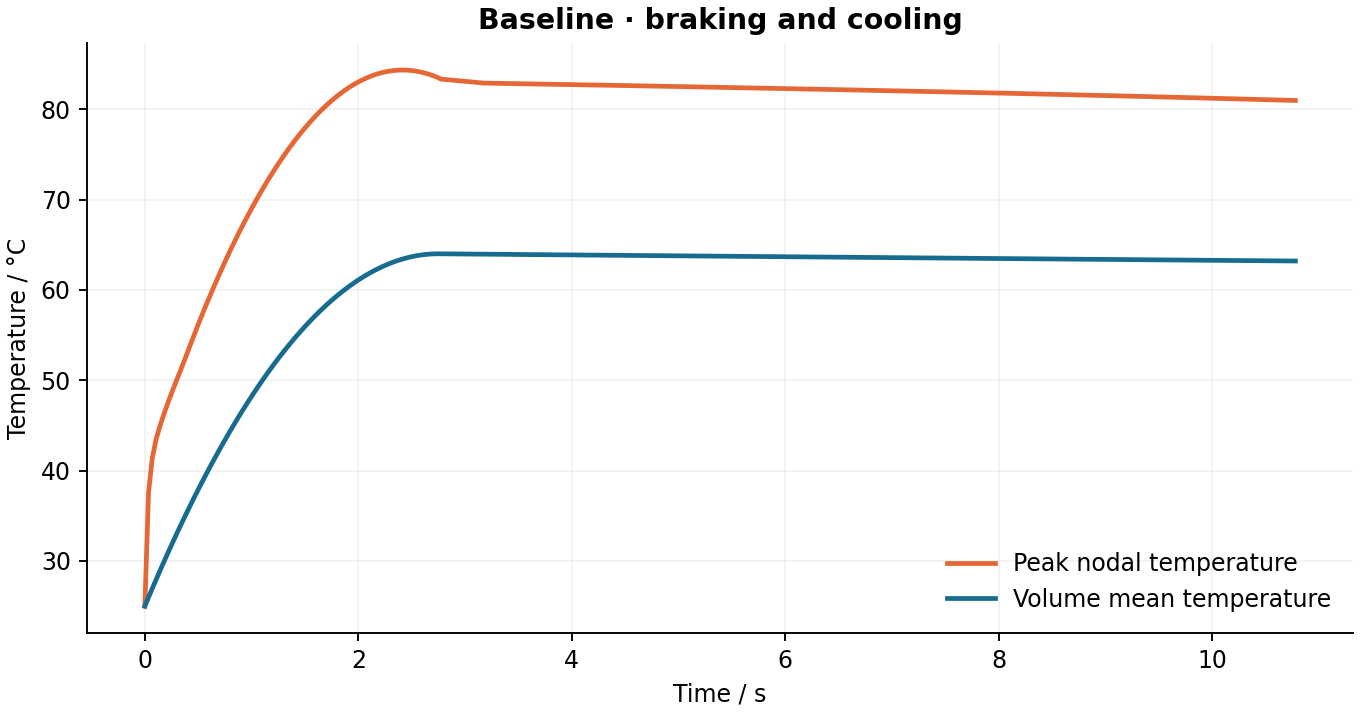 Baseline · braking and cooling
Temperature / °C
80
70
60
50
40
30
Peak nodal temperature
Volume mean temperature
0 2 4 6 8 10
Time / s